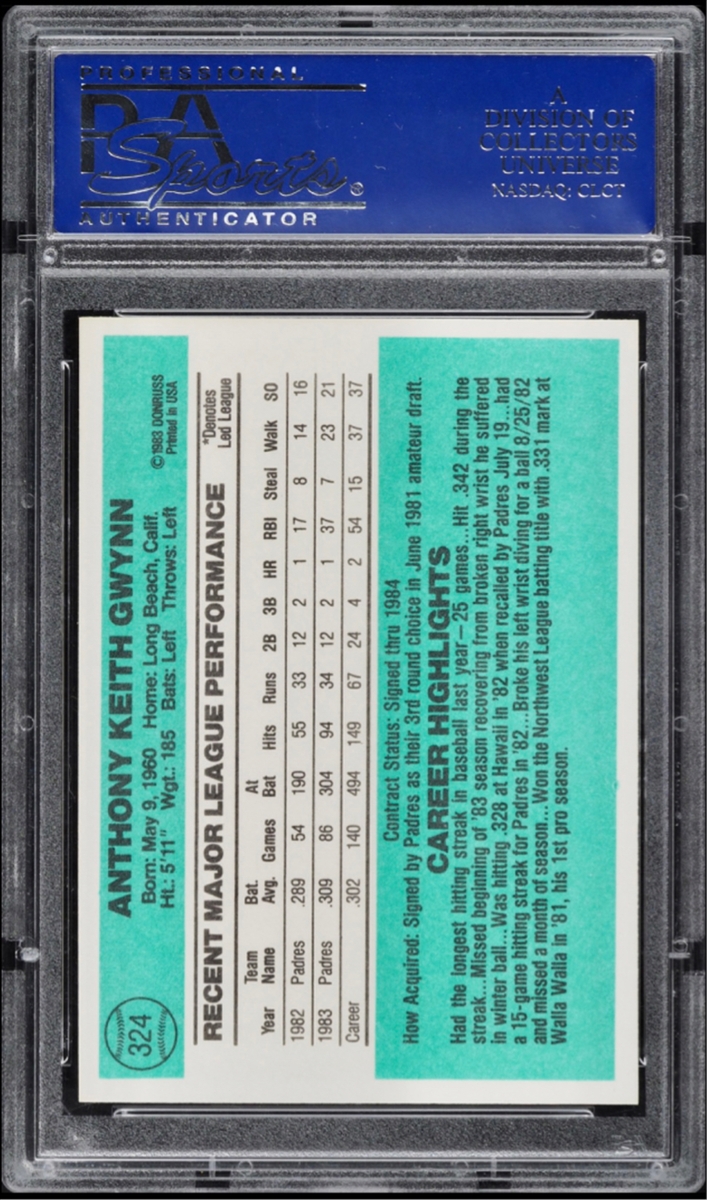 PROFESSIONAL
PSA
Sports®
AUTHENTICATOR
A
DIVISION OF
COLLECTORS
UNIVERSE
NASDAQ: CLCT
324
ANTHONY KEITH GWYNN
Born: May 9, 1960 Home: Long Beach, Calif.
Ht.: 5'11" Wgt.: 185 Bats: Left Throws: Left
©1983 DONRUSS
Printed in USA
RECENT MAJOR LEAGUE PERFORMANCE
*Denotes
Led League
Year Team Name Bat. Avg. Games At Bat Hits Runs 2B 3B HR RBI Steal Walk SO
1982 Padres .289 54 190 55 33 12 2 1 17 8 14 16
1983 Padres .309 86 304 94 34 12 2 1 37 7 23 21
Career .302 140 494 149 67 24 4 2 54 15 37 37
Contract Status: Signed thru 1984
How Acquired: Signed by Padres as their 3rd round choice in June 1981 amateur draft.
CAREER HIGHLIGHTS
Had the longest hitting streak in baseball last year—25 games...Hit .342 during the
streak...Missed beginning of '83 season recovering from broken right wrist he suffered
in winter ball....Was hitting .328 at Hawaii in '82 when recalled by Padres July 19...had
a 15-game hitting streak for Padres in '82...Broke his left wrist diving for a ball 8/25/82
and missed a month of season...Won the Northwest League batting title with .331 mark at
Walla Walla in '81, his 1st pro season.